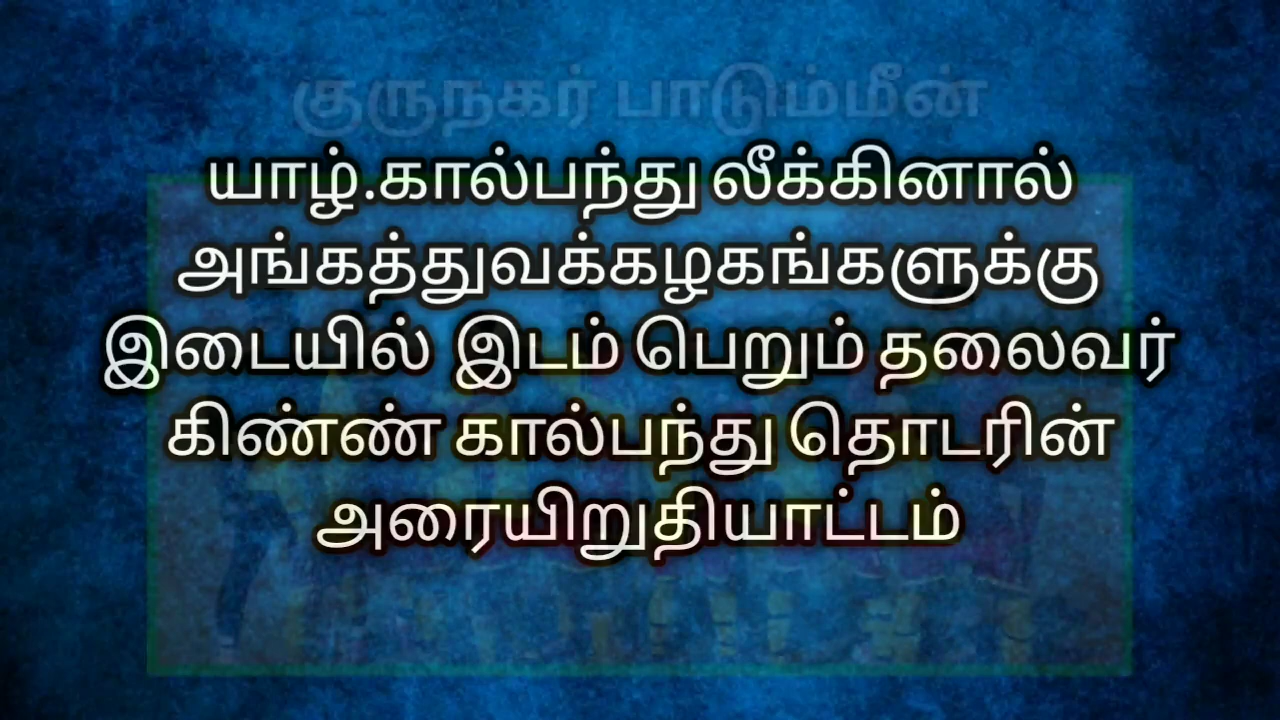 குருநகர் பாடும்மீன்
யாழ்.கால்பந்து லீக்கினால்
அங்கத்துவக்கழகங்களுக்கு
இடையில் இடம் பெறும் தலைவர்
கிண்ண் கால்பந்து தொடரின்
அரையிறுதியாட்டம்